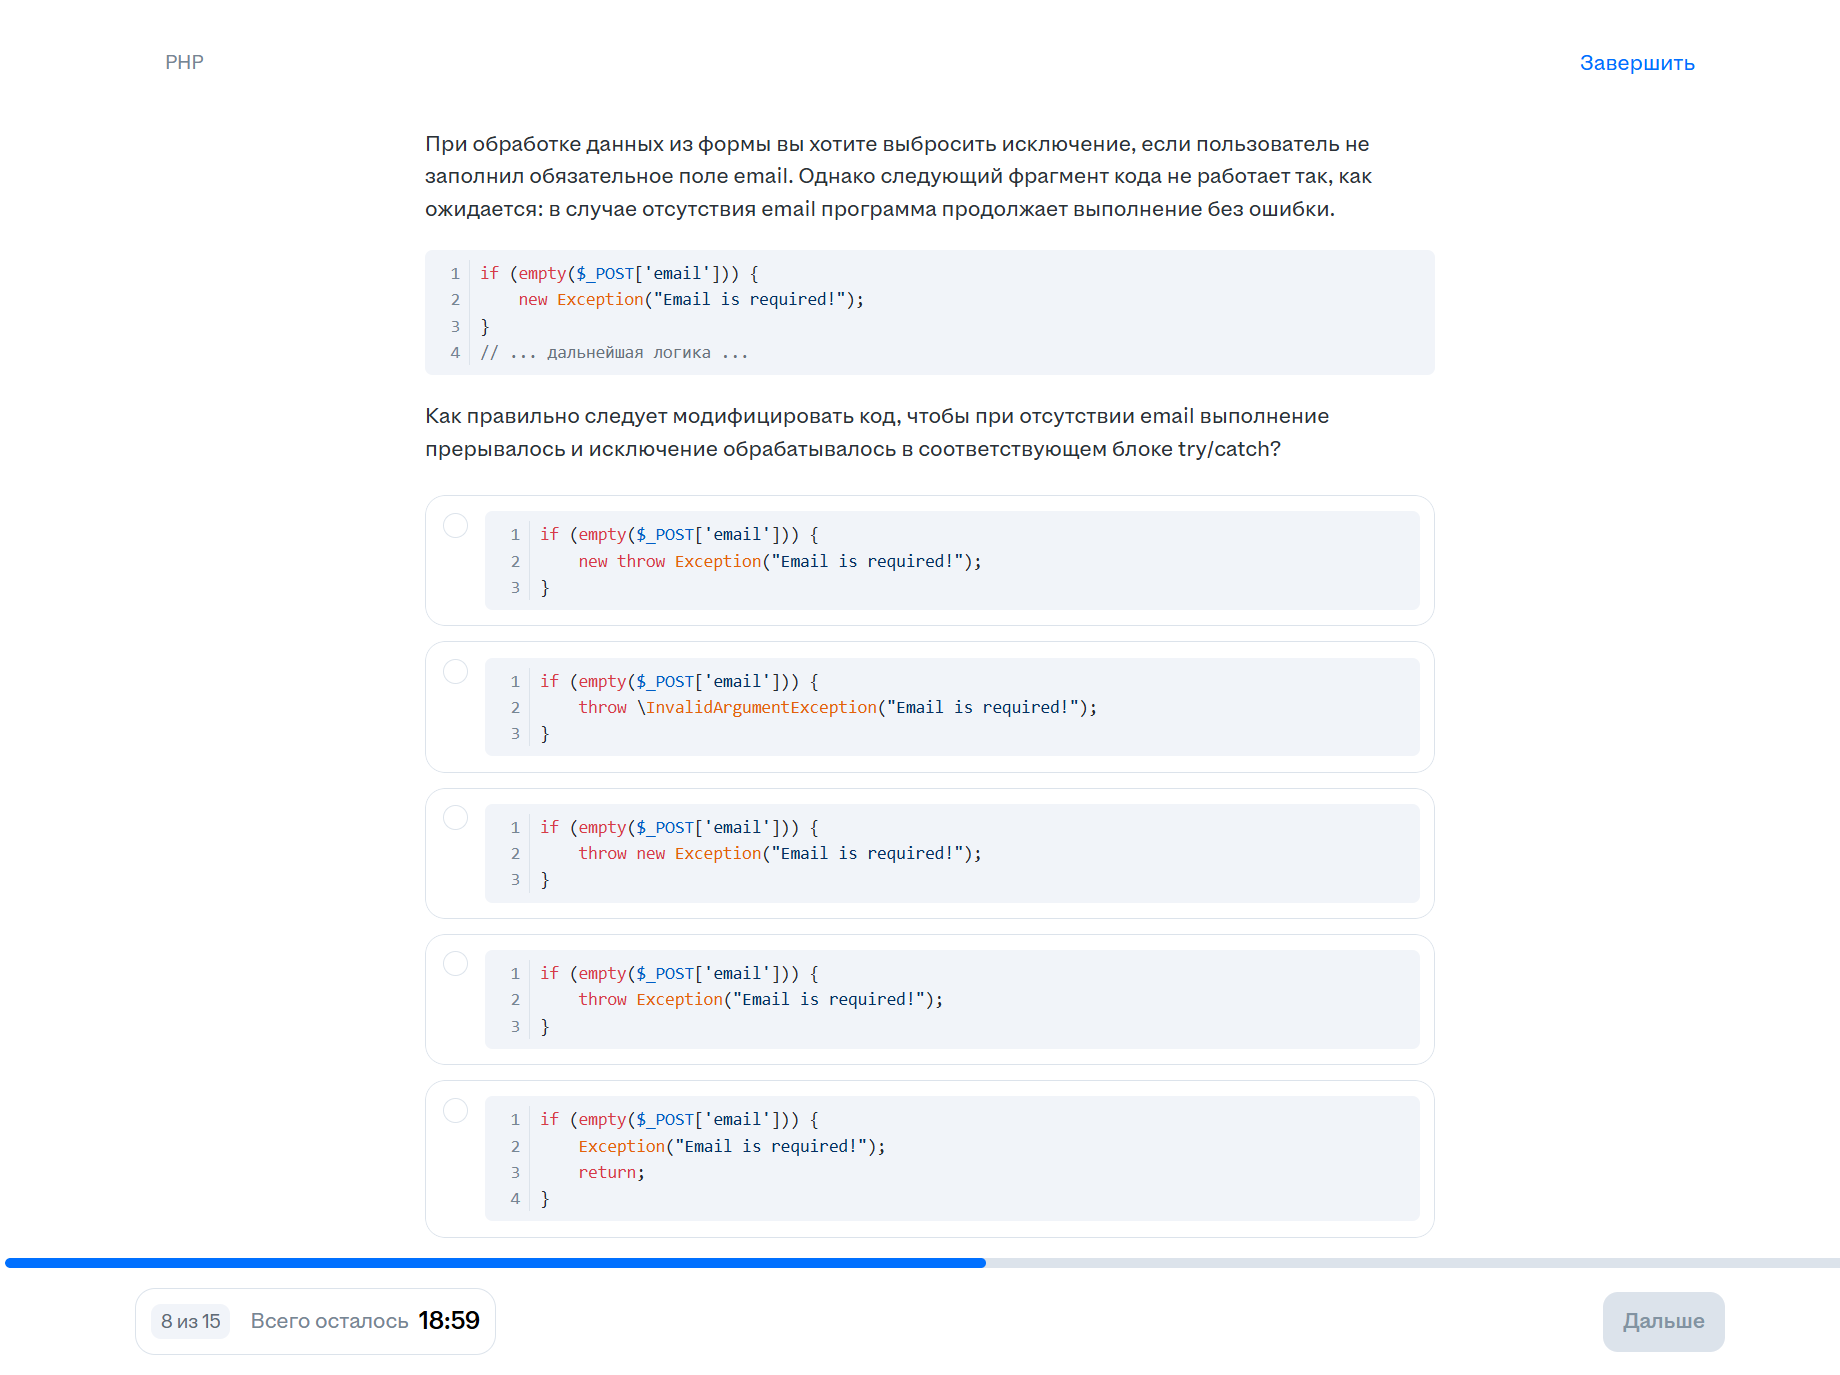 PHP
Завершить
При обработке данных из формы вы хотите выбросить исключение, если пользователь не
заполнил обязательное поле email. Однако следующий фрагмент кода не работает так, как
ожидается: в случае отсутствия email программа продолжает выполнение без ошибки.
1 if (empty($_POST['email'])) {
2     new Exception("Email is required!");
3 }
4 // ... дальнейшая логика ...
Как правильно следует модифицировать код, чтобы при отсутствии email выполнение
прерывалось и исключение обрабатывалось в соответствующем блоке try/catch?
1 if (empty($_POST['email'])) {
2     new throw Exception("Email is required!");
3 }
1 if (empty($_POST['email'])) {
2     throw \InvalidArgumentException("Email is required!");
3 }
1 if (empty($_POST['email'])) {
2     throw new Exception("Email is required!");
3 }
1 if (empty($_POST['email'])) {
2     throw Exception("Email is required!");
3 }
1 if (empty($_POST['email'])) {
2     Exception("Email is required!");
3     return;
4 }
8 из 15 Всего осталось 18:59
Дальше